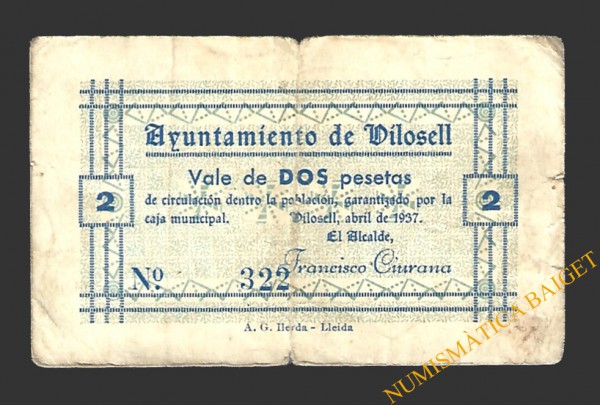 Ayuntamiento de Vilosell
Vale de DOS pesetas
2
de circulación dentro la población, garantizado, por la
2
caja municipal. Vilosell, abril de 1937.
El Alcalde,
Nº. 322
Francisco Ciurana
A. G. Ilerda - Lleida
NUMISMÀTICA BAIGET